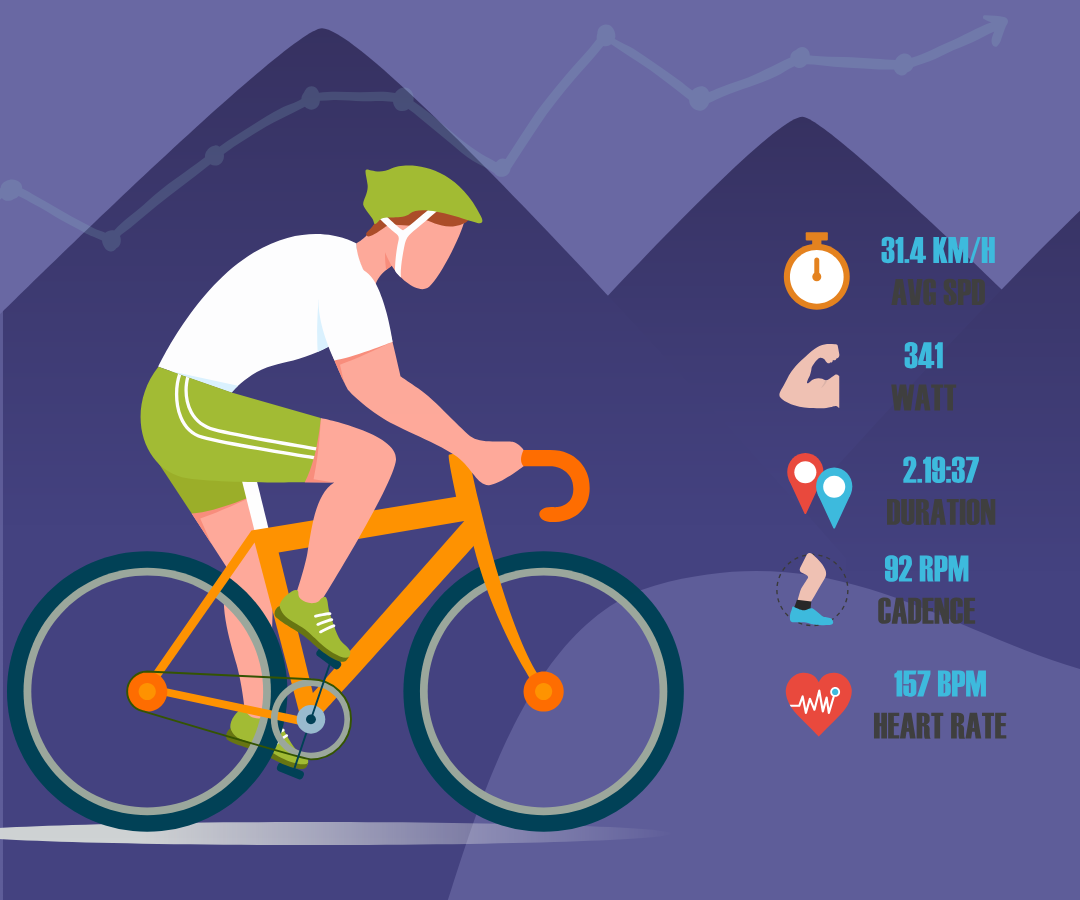 31.4 KM/H
AVG SPD
341
WATT
2.19:37
DURATION
92 RPM
CADENCE
157 BPM
HEART RATE